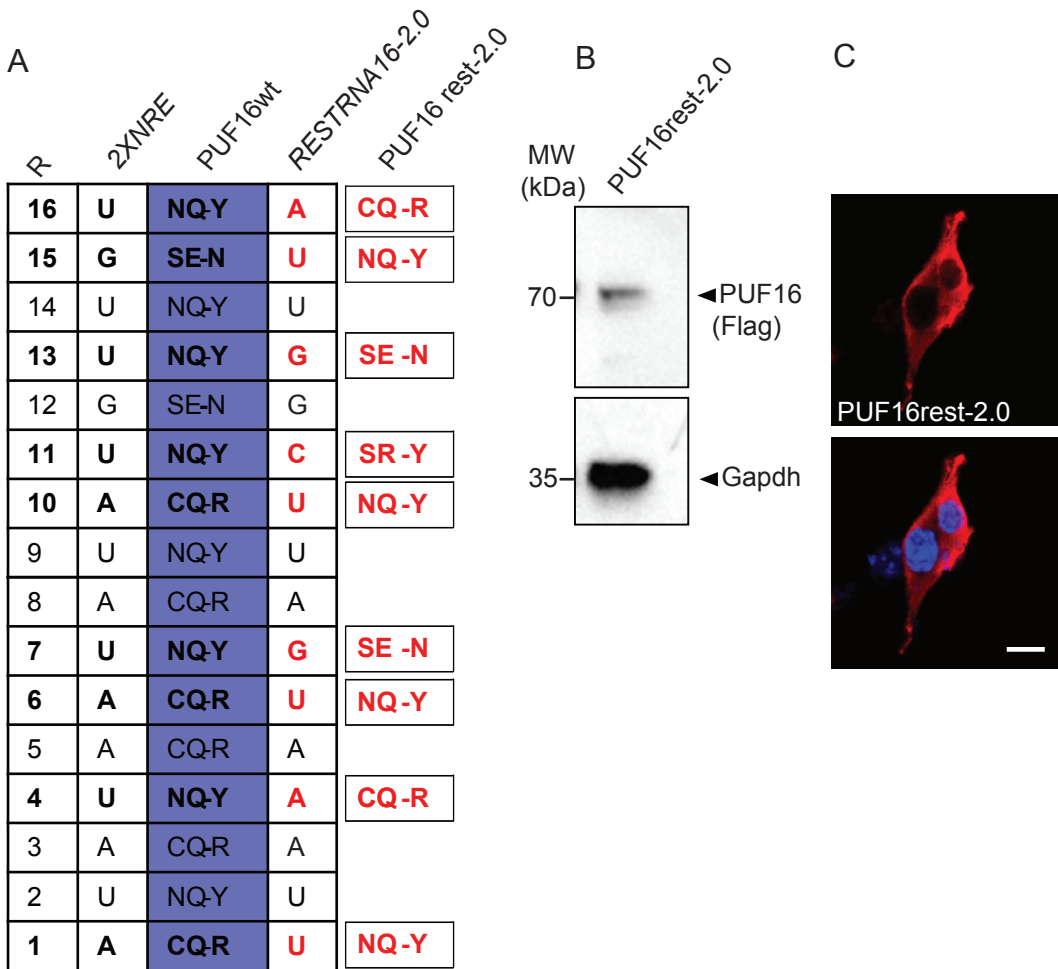 A
R 2XNRE PUF16wt RESTRNA16-2.0 PUF16 rest-2.0
16 U NQ-Y A CQ-R
15 G SE-N U NQ-Y
14 U NQ-Y U
13 U NQ-Y G SE-N
12 G SE-N G
11 U NQ-Y C SR-Y
10 A CQ-R U NQ-Y
9 U NQ-Y U
8 A CQ-R A
7 U NQ-Y G SE-N
6 A CQ-R U NQ-Y
5 A CQ-R A
4 U NQ-Y A CQ-R
3 A CQ-R A
2 U NQ-Y U
1 A CQ-R U NQ-Y
B
PUF16rest-2.0
MW
(kDa)
70
PUF16
(Flag)
35
Gapdh
C
PUF16rest-2.0